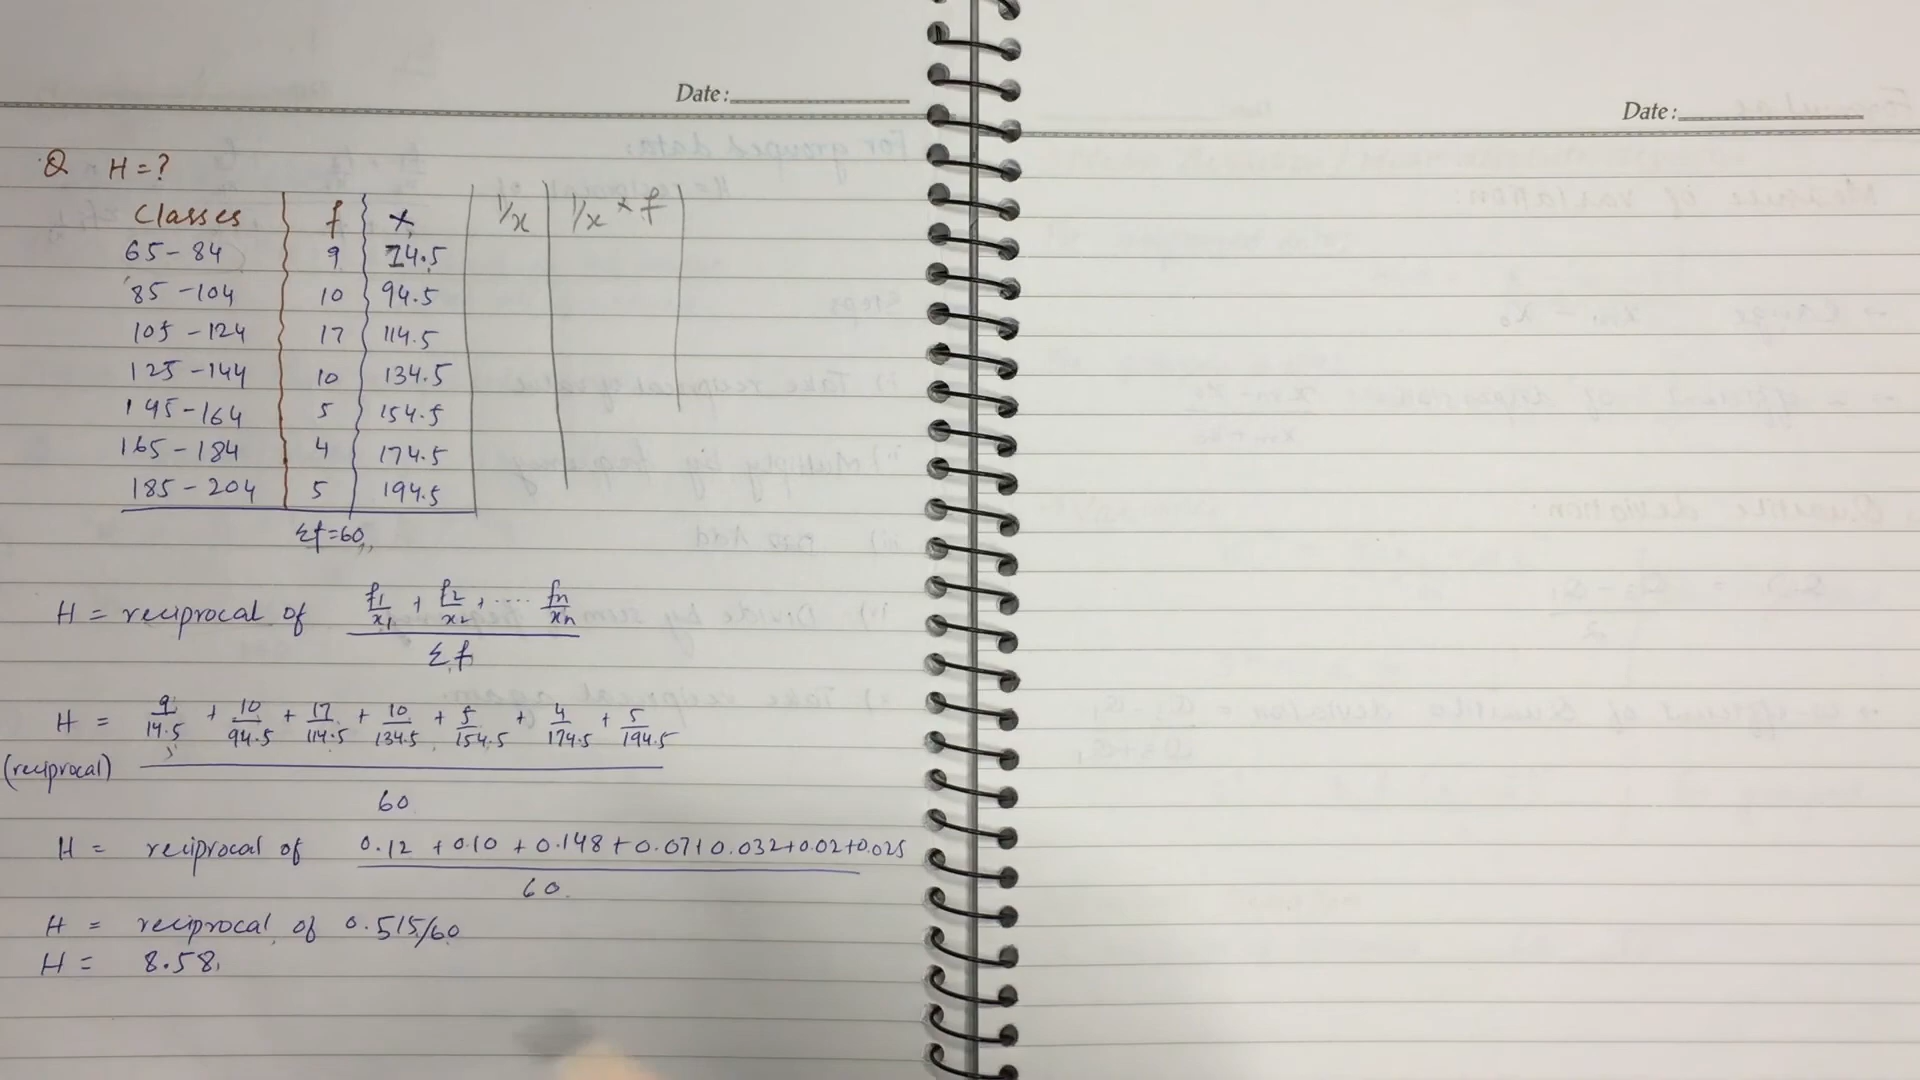 Date:
Date:
Q H = ?
Classes f x 1/x 1/x × f
65 - 84 9 74.5
85 - 104 10 94.5
105 - 124 17 114.5
125 - 144 10 134.5
145 - 164 5 154.5
165 - 184 4 174.5
185 - 204 5 194.5
Σf = 60
H = reciprocal of f1/x1 + f2/x2 + .... fn/xn
Σf
H = 9/14.5 + 10/94.5 + 17/114.5 + 10/134.5 + 5/154.5 + 4/174.5 + 5/194.5
(reciprocal)
60
H = reciprocal of 0.12 + 0.10 + 0.148 + 0.07 + 0.032 + 0.02 + 0.025
60
H = reciprocal of 0.515/60
H = 8.58